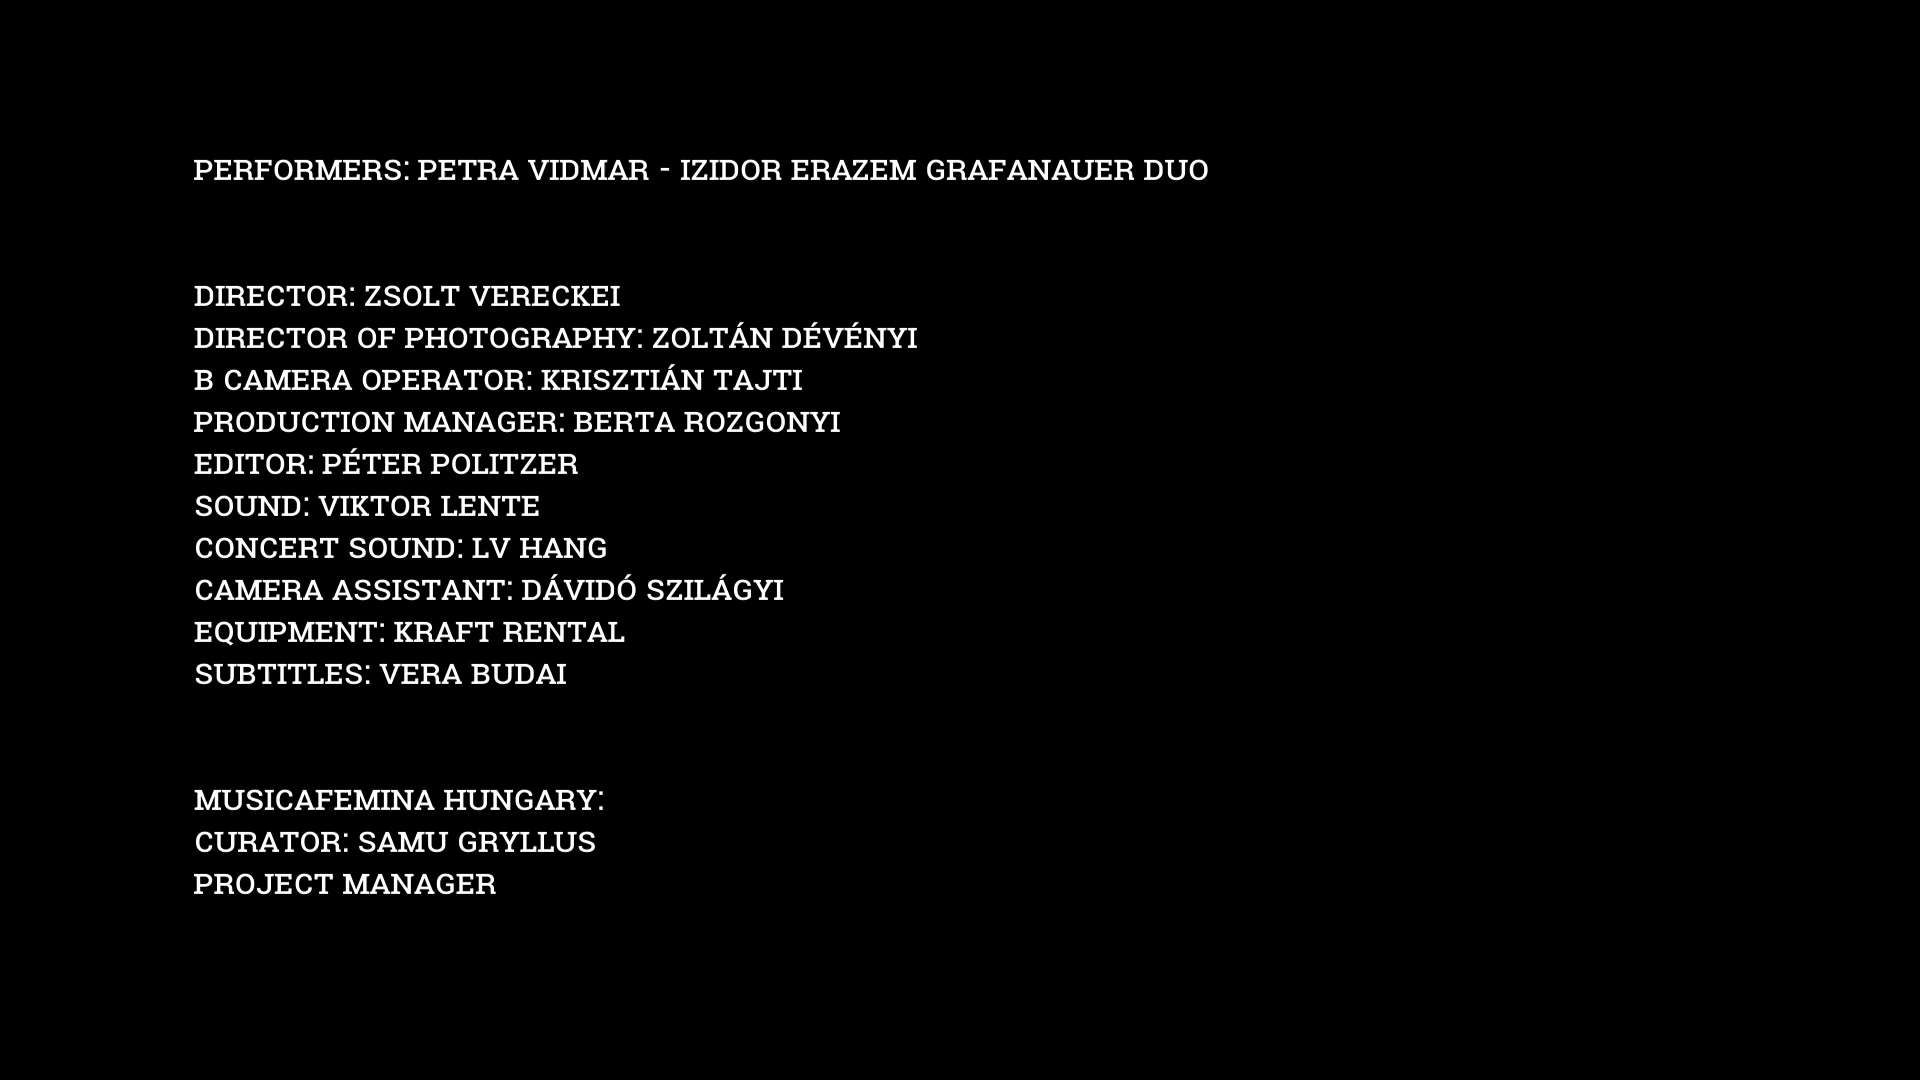 PERFORMERS: PETRA VIDMAR - IZIDOR ERAZEM GRAFANAUER DUO
DIRECTOR: ZSOLT VERECKEI
DIRECTOR OF PHOTOGRAPHY: ZOLTÁN DÉVÉNYI
B CAMERA OPERATOR: KRISZTIÁN TAJTI
PRODUCTION MANAGER: BERTA ROZGONYI
EDITOR: PÉTER POLITZER
SOUND: VIKTOR LENTE
CONCERT SOUND: LV HANG
CAMERA ASSISTANT: DÁVIDÓ SZILÁGYI
EQUIPMENT: KRAFT RENTAL
SUBTITLES: VERA BUDAI
MUSICAFEMINA HUNGARY:
CURATOR: SAMU GRYLLUS
PROJECT MANAGER